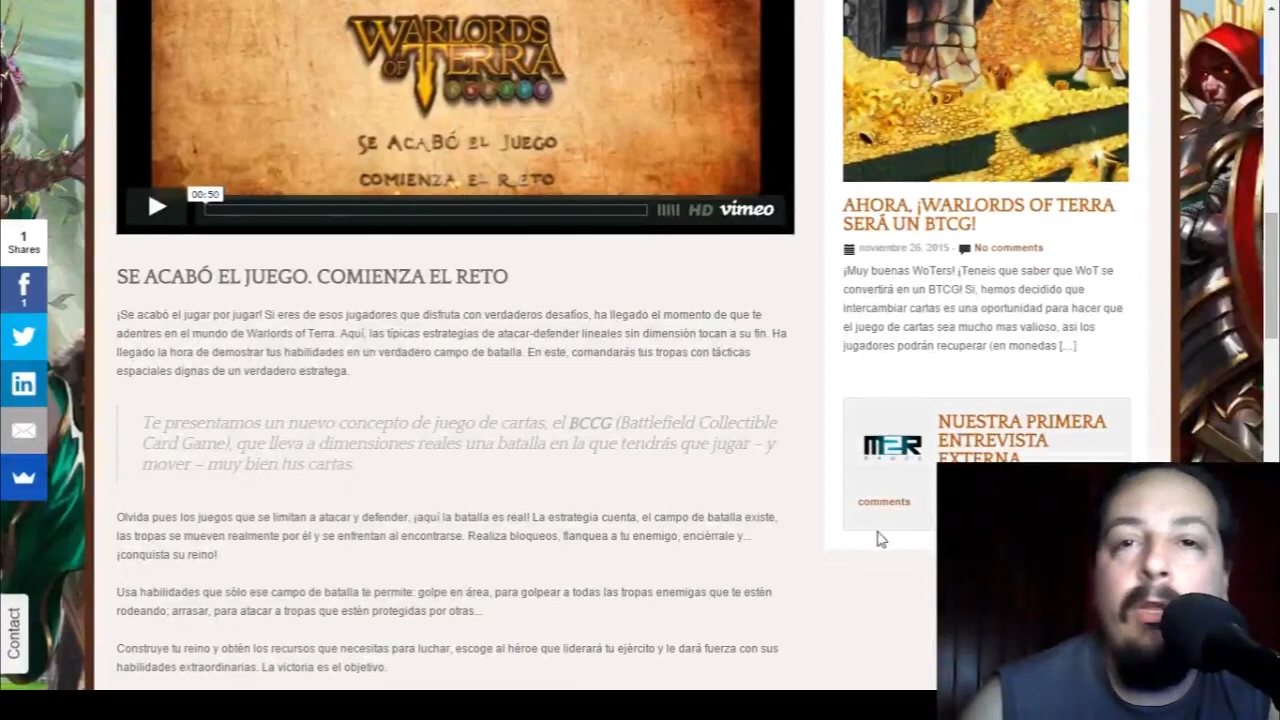 WARLORDS
OF TERRA
SE ACABÓ EL JUEGO
COMIENZA EL RETO
00:50
HD vimeo
1
Shares
f
1
in
Contact
SE ACABÓ EL JUEGO. COMIENZA EL RETO
¡Se acabó el jugar por jugar! Si eres de esos jugadores que disfruta con verdaderos desafíos, ha llegado el momento de que te
adentres en el mundo de Warlords of Terra. Aquí, las típicas estrategias de atacar-defender lineales sin dimensión tocan a su fin. Ha
llegado la hora de demostrar tus habilidades en un verdadero campo de batalla. En este, comandarás tus tropas con tácticas
espaciales dignas de un verdadero estratega.
Te presentamos un nuevo concepto de juego de cartas, el BCCG (Battlefield Collectible
Card Game), que lleva a dimensiones reales una batalla en la que tendrás que jugar – y
mover – muy bien tus cartas.
Olvida pues los juegos que se limitan a atacar y defender, ¡aquí la batalla es real! La estrategia cuenta, el campo de batalla existe,
las tropas se mueven realmente por él y se enfrentan al encontrarse. Realiza bloqueos, flanquea a tu enemigo, enciérrale y...
¡conquista su reino!
Usa habilidades que sólo ese campo de batalla te permite: golpe en área, para golpear a todas las tropas enemigas que te estén
rodeando; arrasar, para atacar a tropas que estén protegidas por otras...
Construye tu reino y obtén los recursos que necesitas para luchar, escoge al héroe que liderará tu ejército y le dará fuerza con sus
habilidades extraordinarias. La victoria es el objetivo.
AHORA, ¡WARLORDS OF TERRA
SERÁ UN BTCG!
noviembre 26, 2015 - No comments
¡Muy buenas WoTers! ¡Teneis que saber que WoT se
convertirá en un BTCG! Si, hemos decidido que
intercambiar cartas es una oportunidad para hacer que
el juego de cartas sea mucho mas valioso, asi los
jugadores podrán recuperar (en monedas [...]
M2R
NUESTRA PRIMERA
ENTREVISTA
EXTERNA
comments